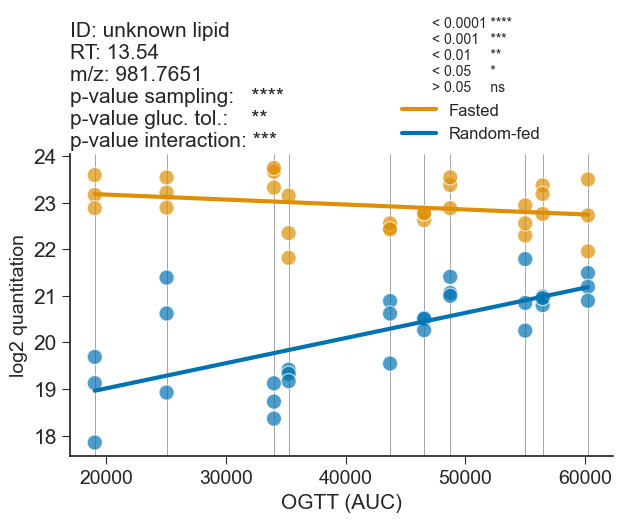 ID: unknown lipid
RT: 13.54
m/z: 981.7651
p-value sampling: ****
p-value gluc. tol.: **
p-value interaction: ***
< 0.0001 ****
< 0.001 ***
< 0.01 **
< 0.05 *
> 0.05 ns
Fasted
Random-fed
24
23
22
21
20
19
18
log2 quantitation
20000 30000 40000 50000 60000
OGTT (AUC)